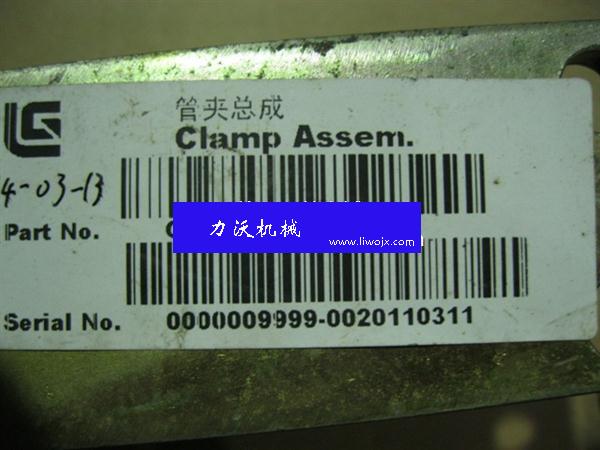 LG
管夹总成
Clamp Assem.
4-03-13
Part No.
力沃机械
www.liwojx.com
Serial No. 0000009999-0020110311